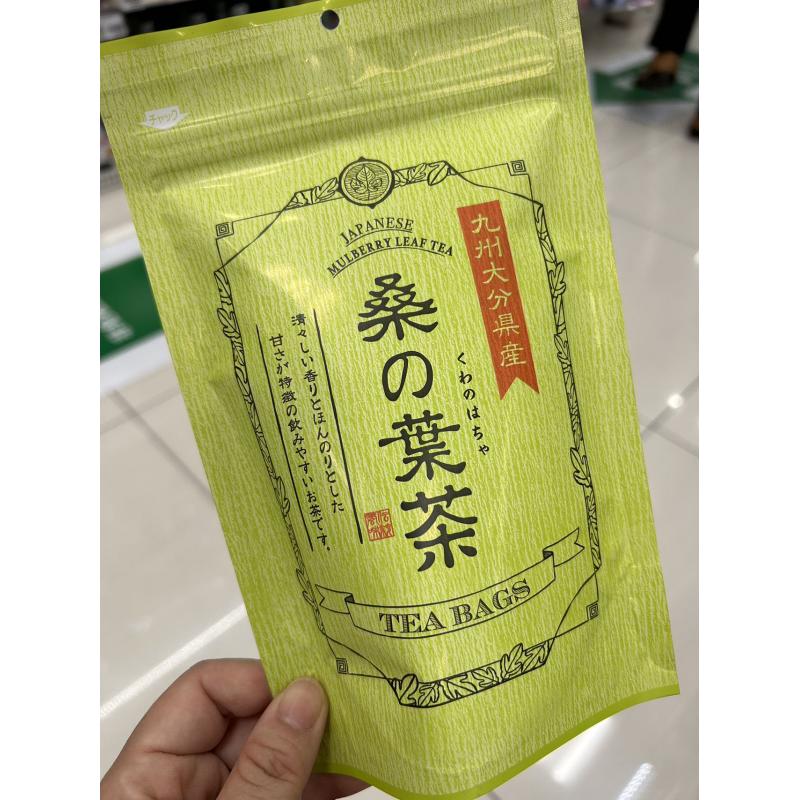 チャック
JAPANESE
MULBERRY LEAF TEA
九州大分県産
桑の葉茶
くわのはちゃ
清々しい香りとほんのりとした
甘さが特徴の飲みやすいお茶です。
TEA BAGS